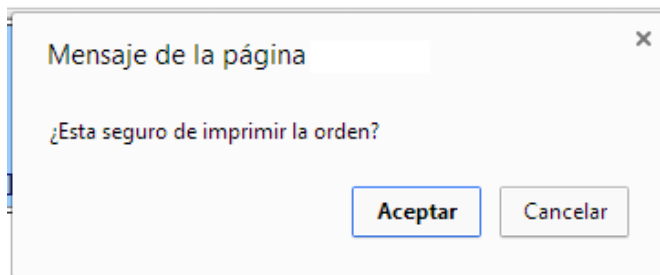 Mensaje de la página
¿Esta seguro de imprimir la orden?
Aceptar
Cancelar